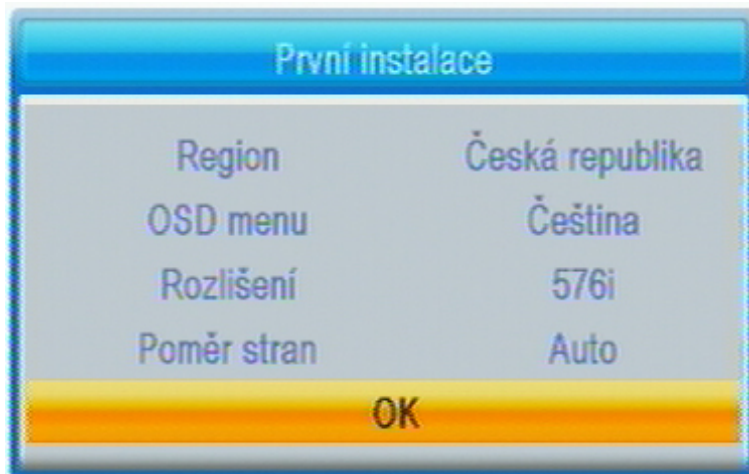 První instalace
Region Česká republika
OSD menu Čeština
Rozlišení 576i
Poměr stran Auto
OK